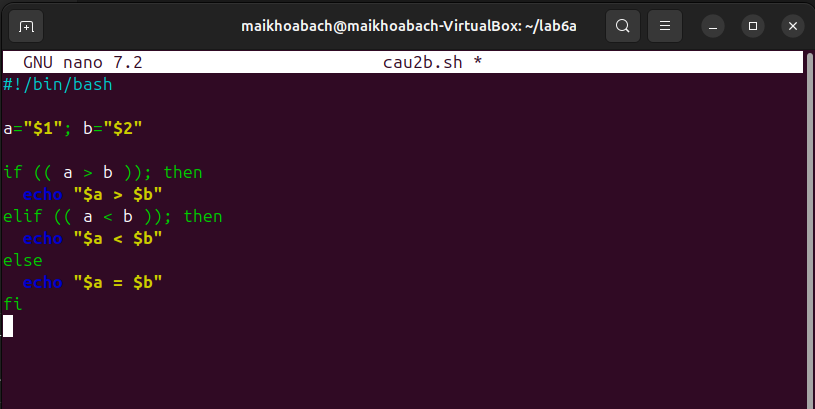 maikhoabach@maikhoabach-VirtualBox: ~/lab6a
GNU nano 7.2 cau2b.sh *
#!/bin/bash
a="$1"; b="$2"
if (( a > b )); then
echo "$a > $b"
elif (( a < b )); then
echo "$a < $b"
else
echo "$a = $b"
fi